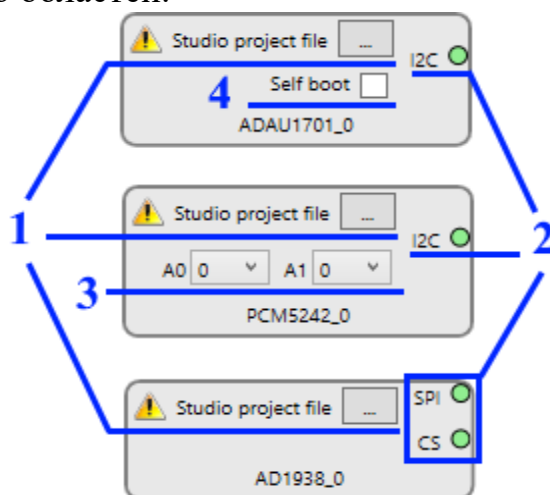 Studio project file ...
I2C
4 Self boot
ADAU1701_0
1 Studio project file ... 2
I2C
A0 0 A1 0
3
PCM5242_0
SPI
Studio project file ...
CS
AD1938_0